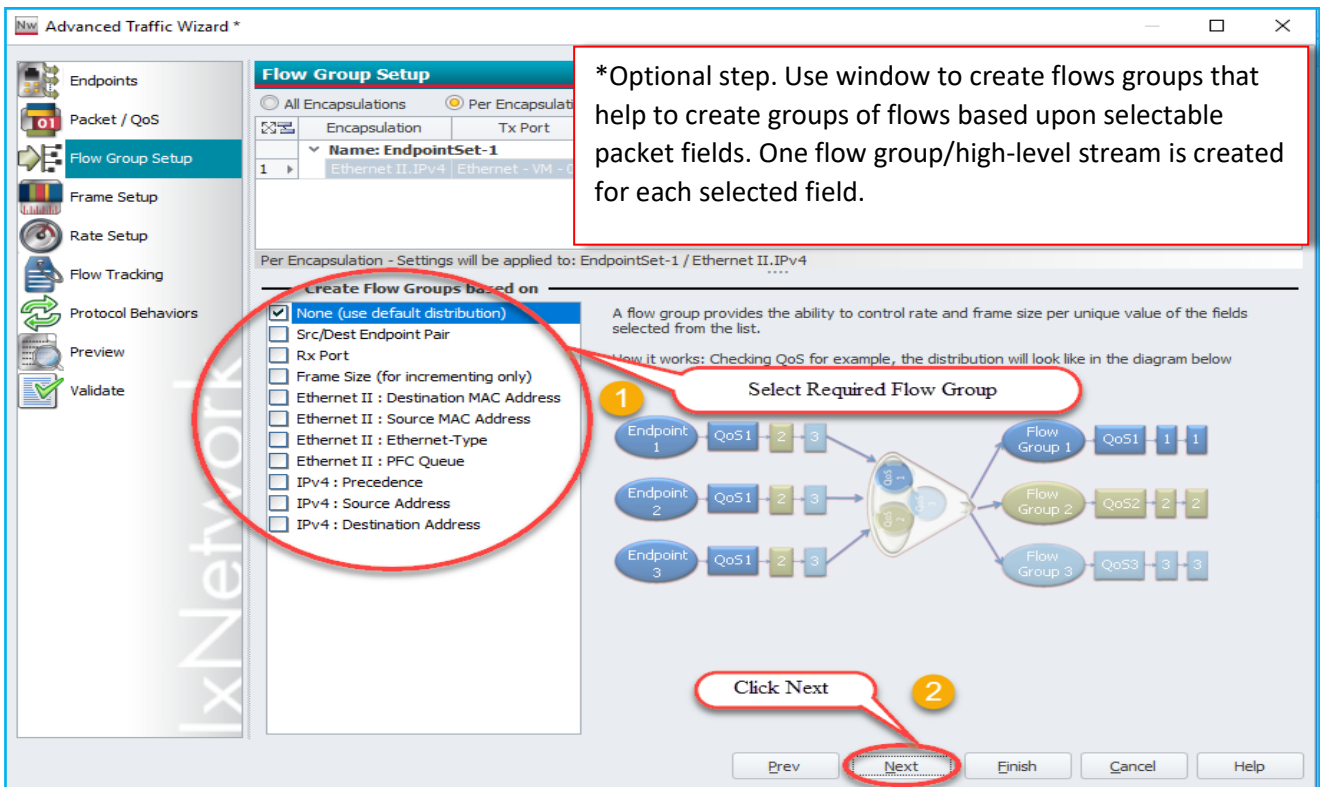 Nw Advanced Traffic Wizard *
Endpoints
Packet / QoS
Flow Group Setup
Frame Setup
Rate Setup
Flow Tracking
Protocol Behaviors
Preview
Validate
IxNetwork
Flow Group Setup
*Optional step. Use window to create flows groups that
help to create groups of flows based upon selectable
packet fields. One flow group/high-level stream is created
for each selected field.
All Encapsulations Per Encapsulati
Encapsulation Tx Port
Name: EndpointSet-1
1 Ethernet II.IPv4 Ethernet - VM - 0
Per Encapsulation - Settings will be applied to: EndpointSet-1 / Ethernet II.IPv4
Create Flow Groups based on
None (use default distribution)
Src/Dest Endpoint Pair
Rx Port
Frame Size (for incrementing only)
Ethernet II : Destination MAC Address
Ethernet II : Source MAC Address
Ethernet II : Ethernet-Type
Ethernet II : PFC Queue
IPv4 : Precedence
IPv4 : Source Address
IPv4 : Destination Address
A flow group provides the ability to control rate and frame size per unique value of the fields
selected from the list.
How it works: Checking QoS for example, the distribution will look like in the diagram below
1 Select Required Flow Group
Endpoint 1 QoS1 2 3 Flow Group 1 QoS1 1 1
Endpoint 2 QoS1 2 3 Flow Group 2 QoS2 2 2
Endpoint 3 QoS1 2 3 Flow Group 3 QoS3 3 3
Click Next 2
Prev Next Finish Cancel Help